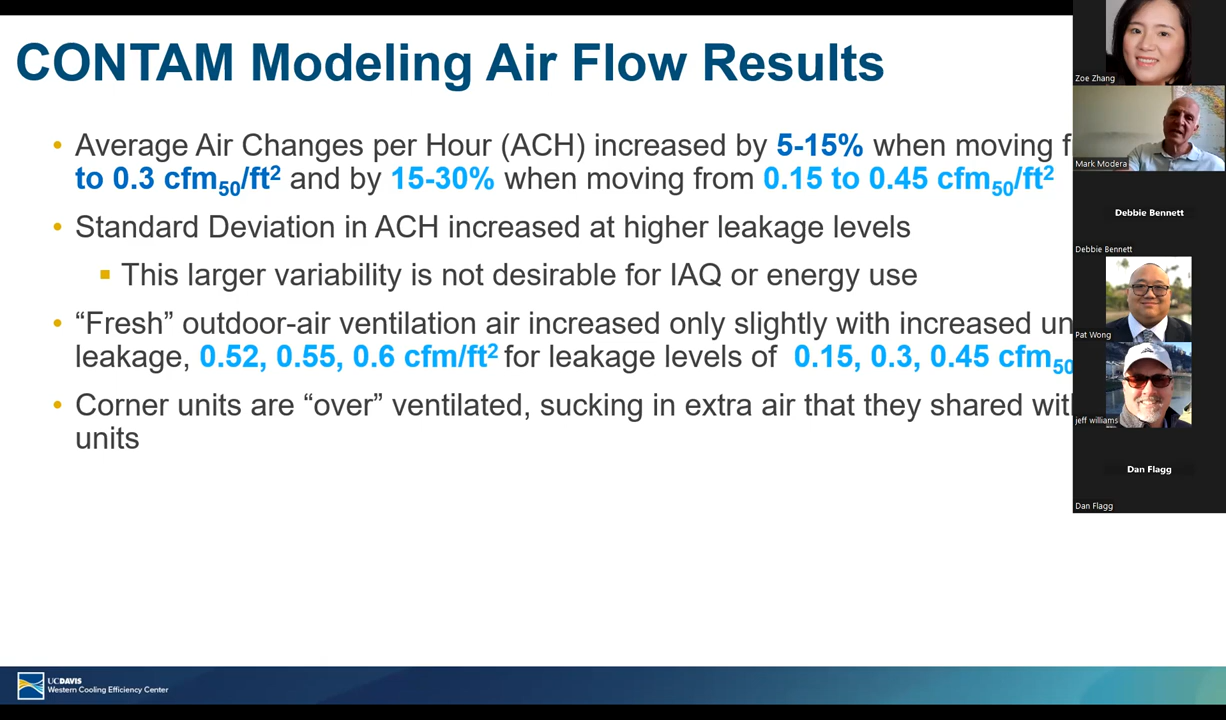 CONTAM Modeling Air Flow Results
• Average Air Changes per Hour (ACH) increased by 5-15% when moving
to 0.3 cfm50/ft² and by 15-30% when moving from 0.15 to 0.45 cfm50/ft²
• Standard Deviation in ACH increased at higher leakage levels
▪ This larger variability is not desirable for IAQ or energy use
• “Fresh” outdoor-air ventilation air increased only slightly with increased
leakage, 0.52, 0.55, 0.6 cfm/ft² for leakage levels of 0.15, 0.3, 0.45 cfm50
• Corner units are “over” ventilated, sucking in extra air that they shared
units
Zoe Zhang
Mark Modera
Debbie Bennett
Debbie Bennett
Pat Wong
jeff williams
Dan Flagg
Dan Flagg
UCDAVIS
Western Cooling Efficiency Center